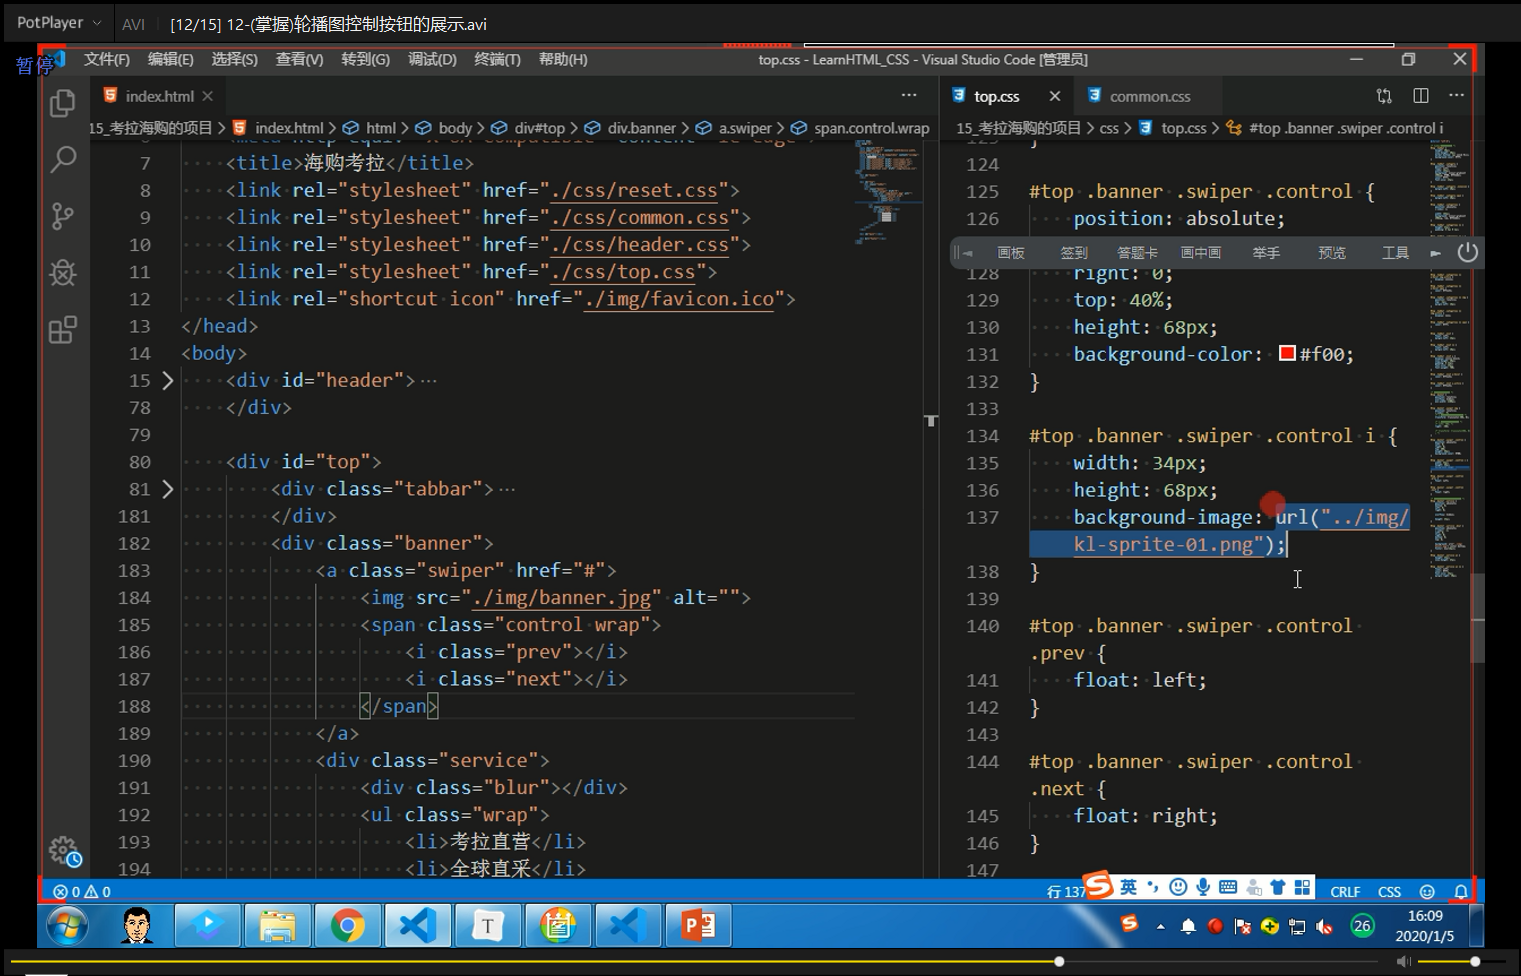 PotPlayer AVI [12/15] 12-(掌握)轮播图控制按钮的展示.avi
暂停
文件(F) 编辑(E) 选择(S) 查看(V) 转到(G) 调试(D) 终端(T) 帮助(H) top.css - LearnHTML_CSS - Visual Studio Code [管理员]
index.html
15_考拉海购的项目 > index.html > html > body > div#top > div.banner > a.swiper > span.control.wrap
7 <title>海购考拉</title>
8 <link rel="stylesheet" href="./css/reset.css">
9 <link rel="stylesheet" href="./css/common.css">
10 <link rel="stylesheet" href="./css/header.css">
11 <link rel="stylesheet" href="./css/top.css">
12 <link rel="shortcut icon" href="./img/favicon.ico">
13 </head>
14 <body>
15 <div id="header">…
78 </div>
79
80 <div id="top">
81 <div class="tabbar">…
181 </div>
182 <div class="banner">
183 <a class="swiper" href="#">
184 <img src="./img/banner.jpg" alt="">
185 <span class="control wrap">
186 <i class="prev"></i>
187 <i class="next"></i>
188 </span>
189 </a>
190 <div class="service">
191 <div class="blur"></div>
192 <ul class="wrap">
193 <li>考拉直营</li>
194 <li>全球直采</li>
top.css common.css
15_考拉海购的项目 > css > top.css > #top .banner .swiper .control i
124
125 #top .banner .swiper .control {
126 position: absolute;
画板 签到 答题卡 画中画 举手 预览 工具
128 right: 0;
129 top: 40%;
130 height: 68px;
131 background-color: #f00;
132 }
133
134 #top .banner .swiper .control i {
135 width: 34px;
136 height: 68px;
137 background-image: url("../img/
kl-sprite-01.png");
138 }
139
140 #top .banner .swiper .control
.prev {
141 float: left;
142 }
143
144 #top .banner .swiper .control
.next {
145 float: right;
146 }
147
0 0 行 137 英 CRLF CSS
26 16:09
2020/1/5